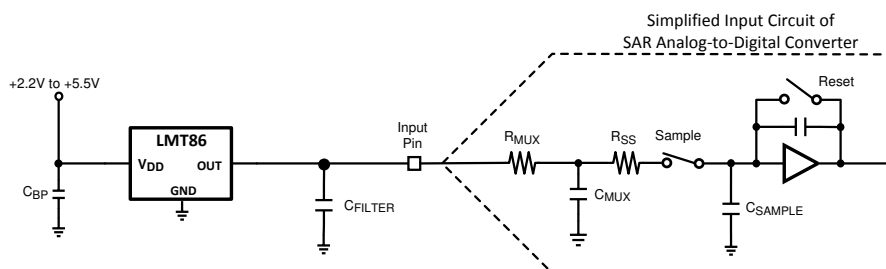 Simplified Input Circuit of
SAR Analog-to-Digital Converter
+2.2V to +5.5V
Reset
LMT86
Input
Pin
RMUX
RSS
Sample
VDD
OUT
GND
CBP
CFILTER
CMUX
CSAMPLE